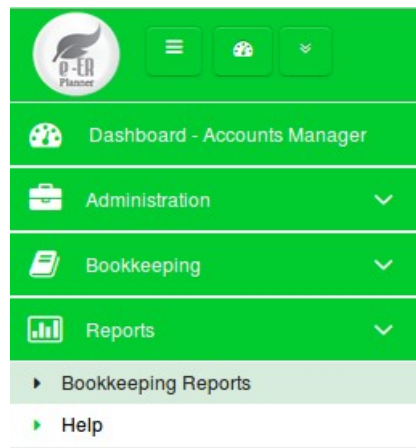 e-ER
Planner
Dashboard - Accounts Manager
Administration
Bookkeeping
Reports
Bookkeeping Reports
Help